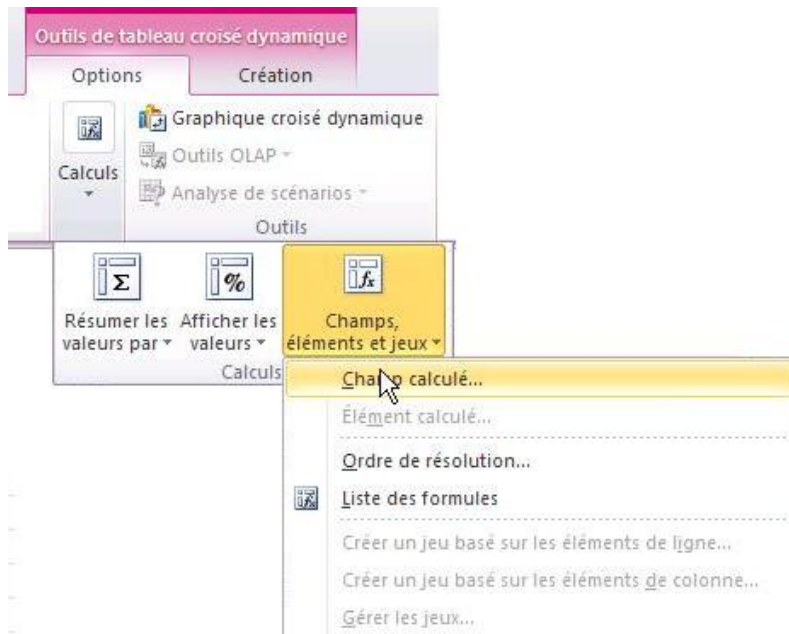 Outils de tableau croisé dynamique
Options Création
Graphique croisé dynamique
Outils OLAP
Calculs
Analyse de scénarios
Outils
Résumer les valeurs par
Afficher les valeurs
Champs, éléments et jeux
Calculs
Champ calculé...
Élément calculé...
Ordre de résolution...
Liste des formules
Créer un jeu basé sur les éléments de ligne...
Créer un jeu basé sur les éléments de colonne...
Gérer les jeux...